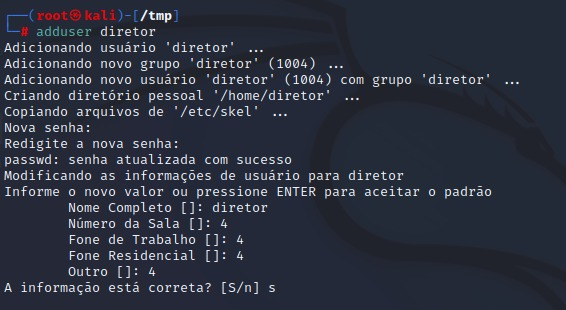 ┌──(root㉿kali)-[/tmp]
└─# adduser diretor
Adicionando usuário 'diretor' ...
Adicionando novo grupo 'diretor' (1004) ...
Adicionando novo usuário 'diretor' (1004) com grupo 'diretor' ...
Criando diretório pessoal '/home/diretor' ...
Copiando arquivos de '/etc/skel' ...
Nova senha:
Redigite a nova senha:
passwd: senha atualizada com sucesso
Modificando as informações de usuário para diretor
Informe o novo valor ou pressione ENTER para aceitar o padrão
Nome Completo []: diretor
Número da Sala []: 4
Fone de Trabalho []: 4
Fone Residencial []: 4
Outro []: 4
A informação está correta? [S/n] s